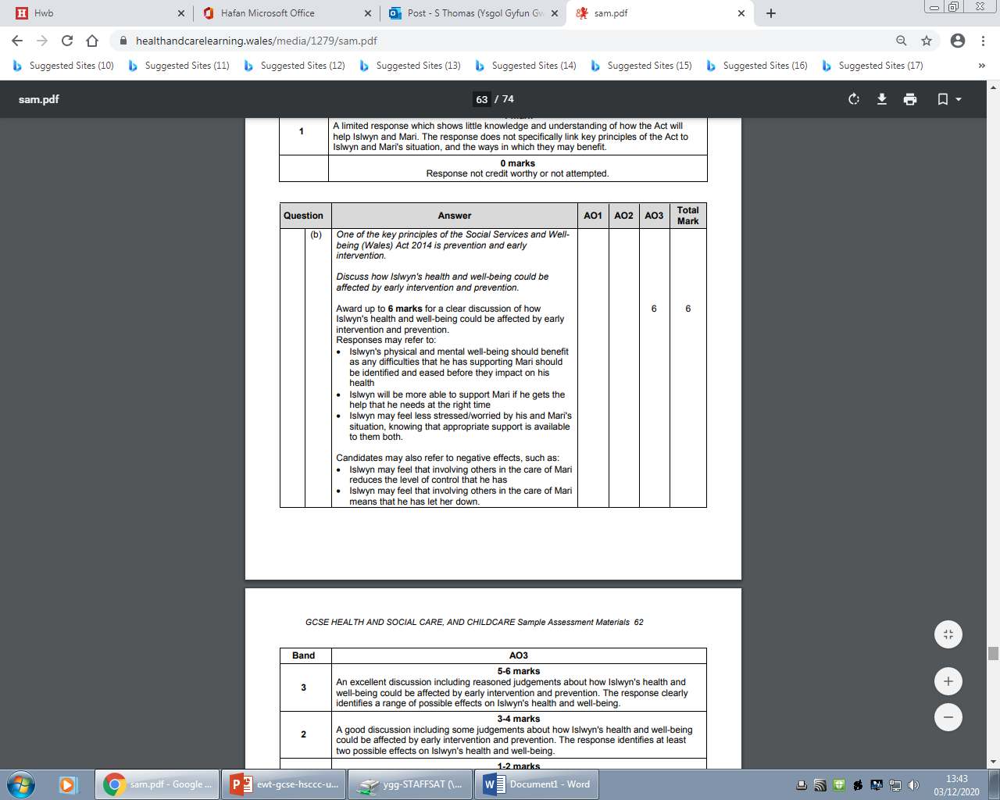 Hwb
Hafan Microsoft Office
Post - S Thomas (Ysgol Gyfun Gw
sam.pdf
healthandcarelearning.wales/media/1279/sam.pdf
Suggested Sites (10)
Suggested Sites (11)
Suggested Sites (12)
Suggested Sites (13)
Suggested Sites (14)
Suggested Sites (15)
Suggested Sites (16)
Suggested Sites (17)
»
sam.pdf
63 / 74
1
A limited response which shows little knowledge and understanding of how the Act will
help Islwyn and Mari. The response does not specifically link key principles of the Act to
Islwyn and Mari's situation, and the ways in which they may benefit.
0 marks
Response not credit worthy or not attempted.
Question Answer AO1 AO2 AO3 Total
Mark
(b) One of the key principles of the Social Services and Well-
being (Wales) Act 2014 is prevention and early
intervention.
Discuss how Islwyn's health and well-being could be
affected by early intervention and prevention.
Award up to 6 marks for a clear discussion of how 6 6
Islwyn's health and well-being could be affected by early
intervention and prevention.
Responses may refer to:
• Islwyn's physical and mental well-being should benefit
as any difficulties that he has supporting Mari should
be identified and eased before they impact on his
health
• Islwyn will be more able to support Mari if he gets the
help that he needs at the right time
• Islwyn may feel less stressed/worried by his and Mari's
situation, knowing that appropriate support is available
to them both.
Candidates may also refer to negative effects, such as:
• Islwyn may feel that involving others in the care of Mari
reduces the level of control that he has
• Islwyn may feel that involving others in the care of Mari
means that he has let her down.
GCSE HEALTH AND SOCIAL CARE, AND CHILDCARE Sample Assessment Materials 62
Band AO3
5-6 marks
3
An excellent discussion including reasoned judgements about how Islwyn's health and
well-being could be affected by early intervention and prevention. The response clearly
identifies a range of possible effects on Islwyn's health and well-being.
3-4 marks
2
A good discussion including some judgements about how Islwyn's health and well-being
could be affected by early intervention and prevention. The response identifies at least
two possible effects on Islwyn's health and well-being.
1-2 marks
sam.pdf - Google ...
ewt-gcse-hsccc-u...
ygg-STAFFSAT (\\...
Document1 - Word
13:43
03/12/2020